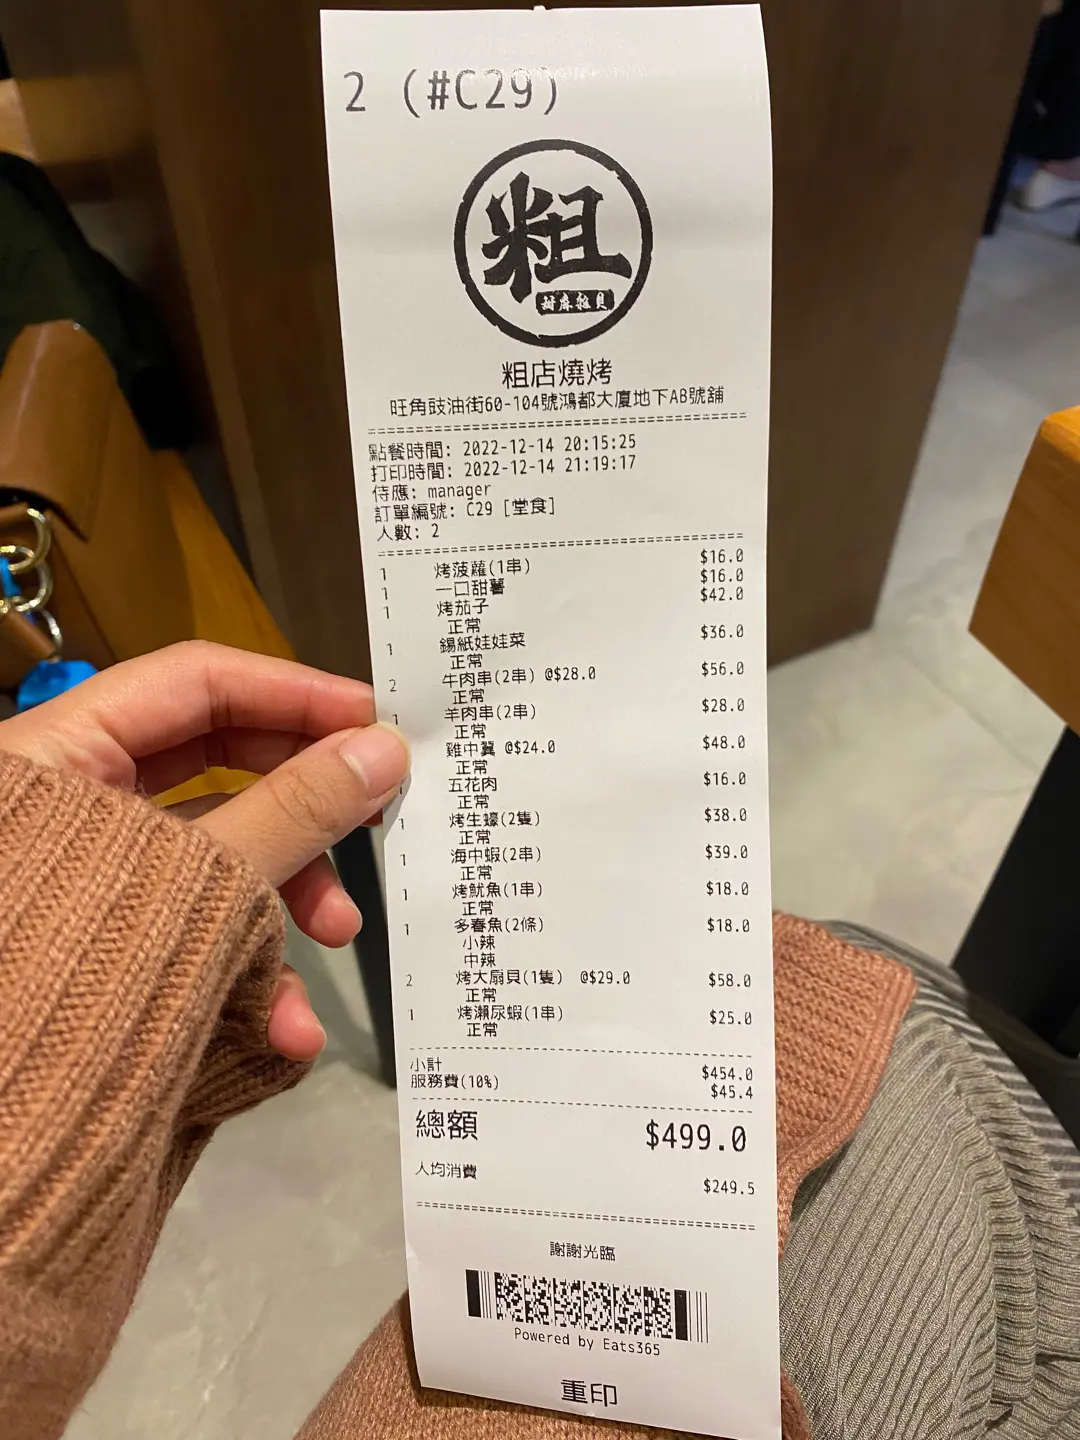 2 (#C29)
粗
粗店燒烤
旺角豉油街60-104號鴻都大廈地下AB號舖
點餐時間: 2022-12-14 20:15:25
打印時間: 2022-12-14 21:19:17
侍應: manager
訂單編號: C29 [堂食]
人數: 2
1 烤菠蘿(1串) $16.0
1 一口甜薯 $16.0
1 烤茄子 $42.0
正常
1 錫紙娃娃菜 $36.0
正常
2 牛肉串(2串) @$28.0 $56.0
正常
1 羊肉串(2串) $28.0
正常
雞中翼 @$24.0 $48.0
正常
五花肉 $16.0
正常
1 烤生蠔(2隻) $38.0
正常
1 海中蝦(2串) $39.0
正常
1 烤魷魚(1串) $18.0
正常
1 多春魚(2條) $18.0
小辣
中辣
2 烤大扇貝(1隻) @$29.0 $58.0
正常
1 烤瀨尿蝦(1串) $25.0
正常
小計 $454.0
服務費(10%) $45.4
總額 $499.0
人均消費 $249.5
謝謝光臨
Powered by Eats365
重印